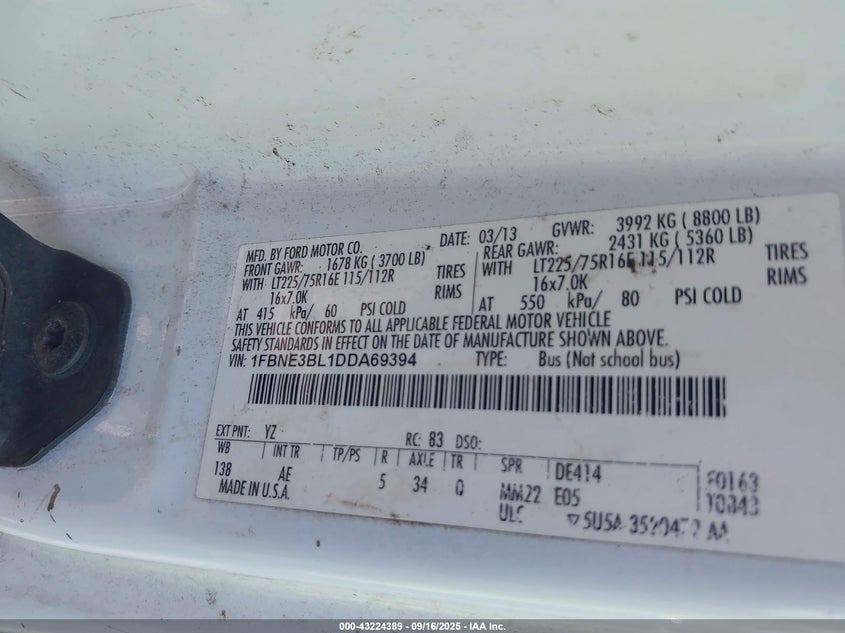 MFD. BY FORD MOTOR CO. DATE: 03/13 GVWR: 3992 KG ( 8800 LB)
FRONT GAWR: 1678 KG ( 3700 LB) REAR GAWR: 2431 KG ( 5360 LB)
WITH LT225/75R16E 115/112R TIRES WITH LT225/75R16E 115/112R TIRES
16x7.0K RIMS 16x7.0K RIMS
AT 415 kPa/ 60 PSI COLD AT 550 kPa/ 80 PSI COLD
THIS VEHICLE CONFORMS TO ALL APPLICABLE FEDERAL MOTOR VEHICLE
SAFETY STANDARDS IN EFFECT ON THE DATE OF MANUFACTURE SHOWN ABOVE.
VIN: 1FBNE3BL1DDA69394 TYPE: Bus (Not school bus)
EXT PNT: YZ RC: 83 DSO:
WB INT TR TP/PS R AXLE TR SPR DE414 F0163
138 AE 5 34 Q MM22 E05 T0843
MADE IN U.S.A. ULC
000-43224389 - 09/16/2025 - IAA Inc.